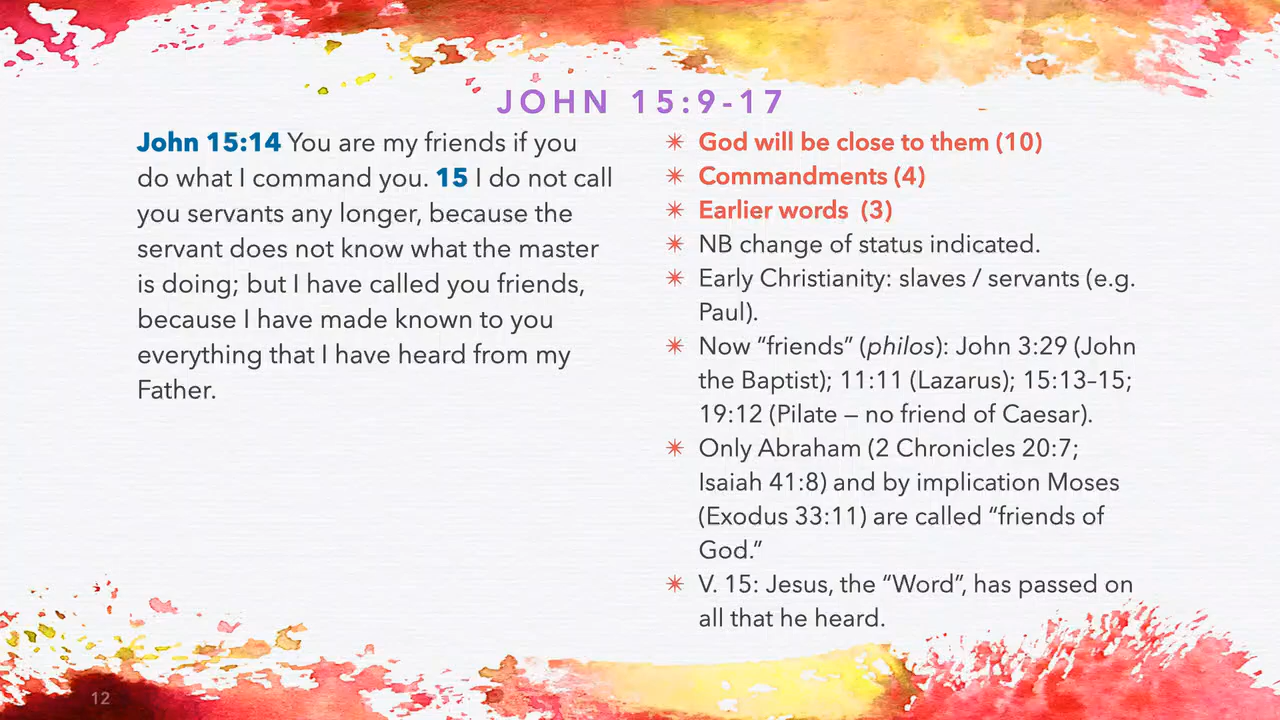 JOHN 15:9-17
John 15:14 You are my friends if you
do what I command you. 15 I do not call
you servants any longer, because the
servant does not know what the master
is doing; but I have called you friends,
because I have made known to you
everything that I have heard from my
Father.
God will be close to them (10)
Commandments (4)
Earlier words (3)
NB change of status indicated.
Early Christianity: slaves / servants (e.g.
Paul).
Now “friends” (philos): John 3:29 (John
the Baptist); 11:11 (Lazarus); 15:13–15;
19:12 (Pilate — no friend of Caesar).
Only Abraham (2 Chronicles 20:7;
Isaiah 41:8) and by implication Moses
(Exodus 33:11) are called “friends of
God.”
V. 15: Jesus, the “Word”, has passed on
all that he heard.
12